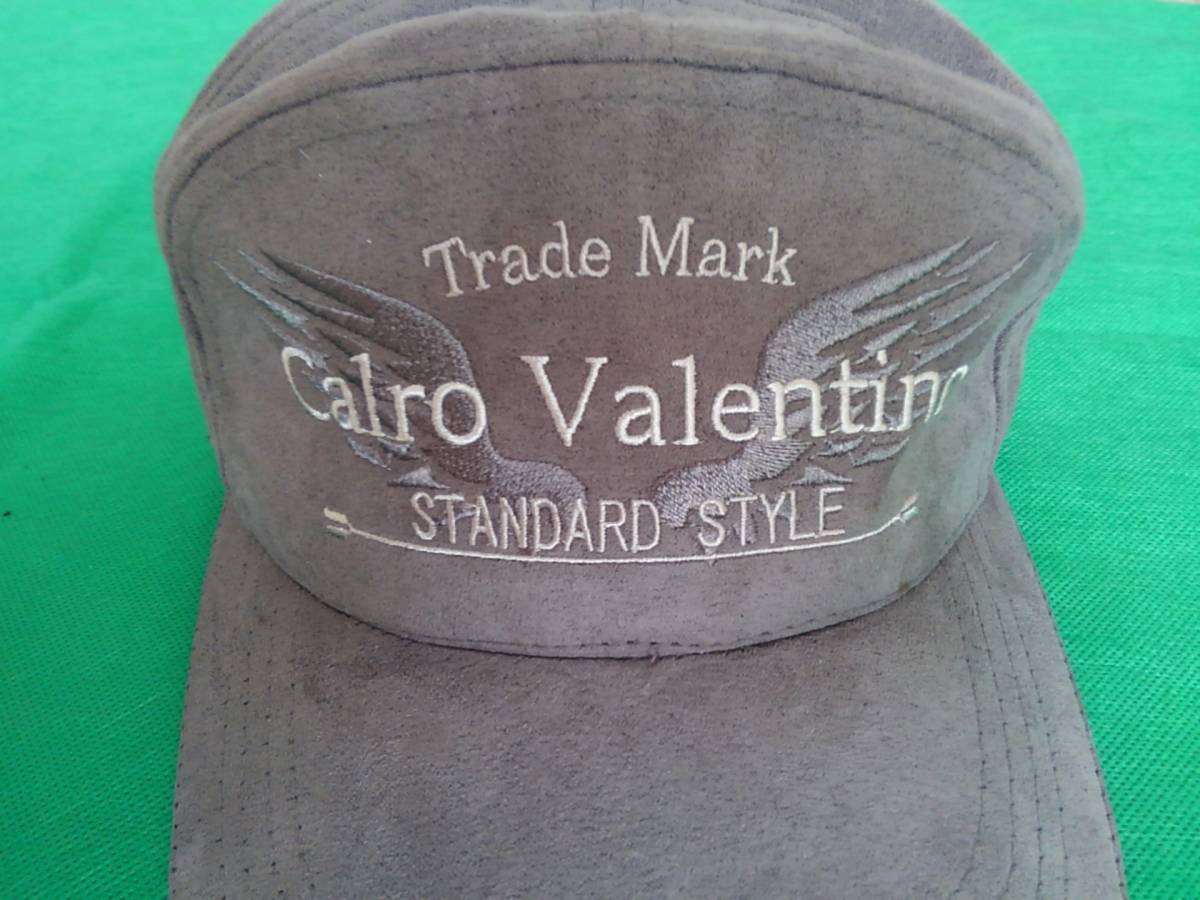 Trade Mark
Calro Valentino
STANDARD STYLE